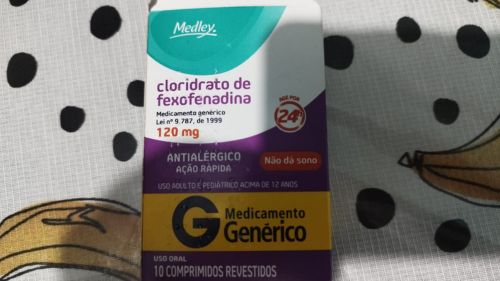 Medley.
cloridrato de
fexofenadina
Medicamento genérico
Lei nº 9.787, de 1999
120 mg
AGE POR
24h
ANTIALÉRGICO
AÇÃO RÁPIDA
Não dá sono
USO ADULTO E PEDIÁTRICO ACIMA DE 12 ANOS
G Medicamento
Genérico
USO ORAL
10 COMPRIMIDOS REVESTIDOS